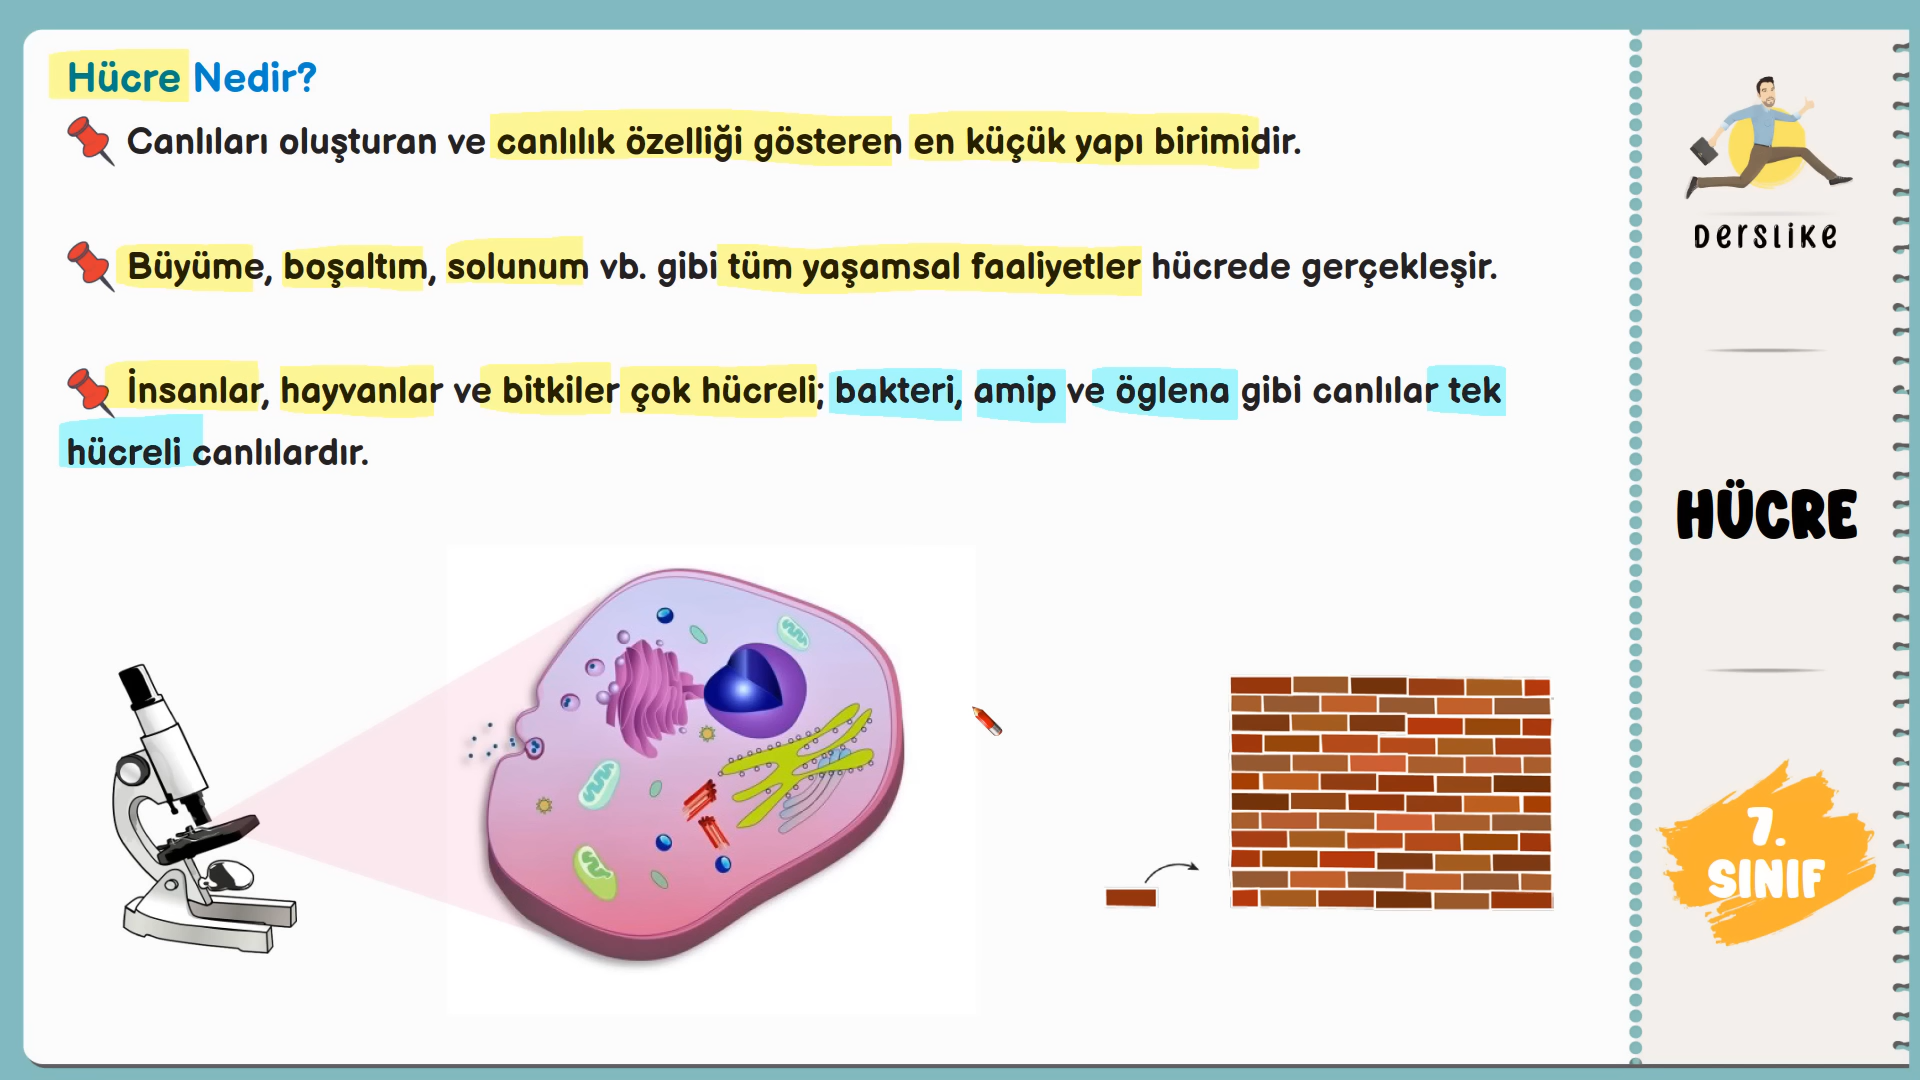 Hücre Nedir?
Canlıları oluşturan ve canlılık özelliği gösteren en küçük yapı birimidir.
Büyüme, boşaltım, solunum vb. gibi tüm yaşamsal faaliyetler hücrede gerçekleşir.
İnsanlar, hayvanlar ve bitkiler çok hücreli; bakteri, amip ve öglena gibi canlılar tek
hücreli canlılardır.
Derslike
HÜCRE
7.
SINIF